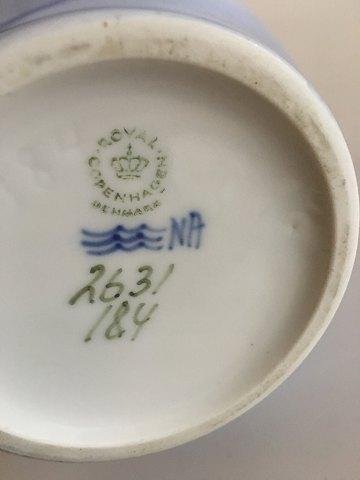 ROYAL
COPENHAGEN
DENMARK
NA
2631
184